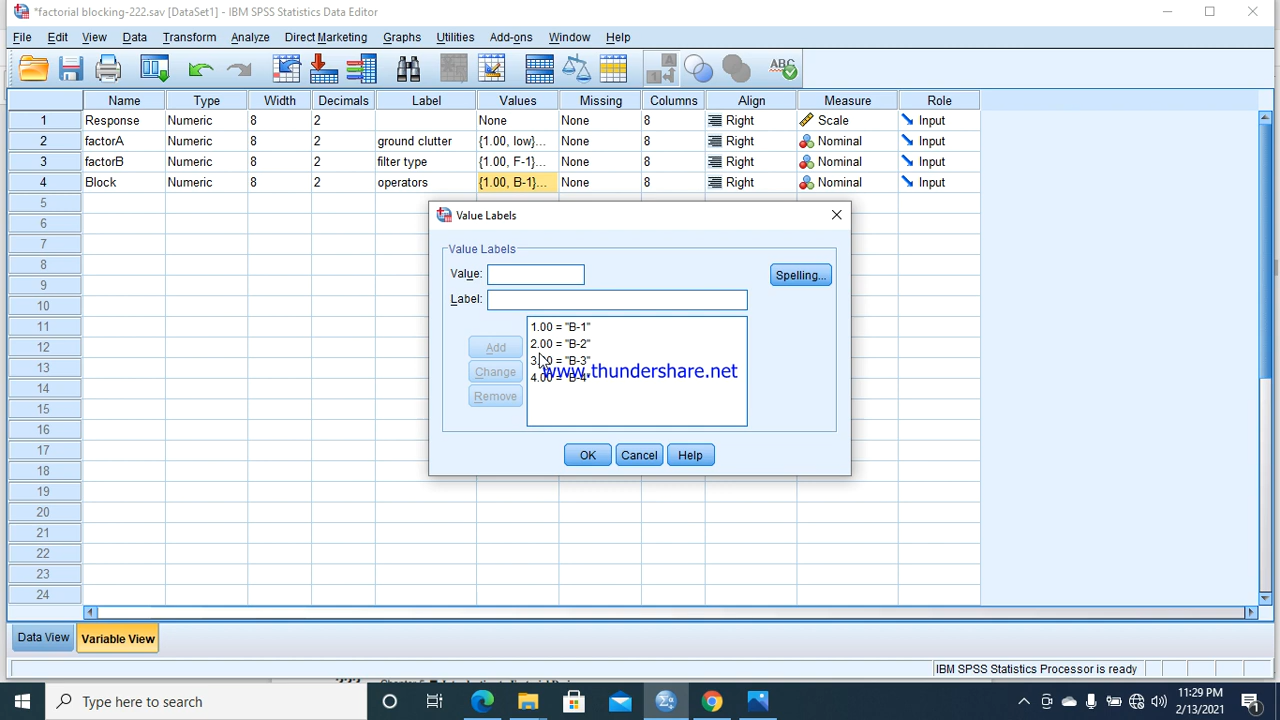 *factorial blocking-222.sav [DataSet1] - IBM SPSS Statistics Data Editor
File Edit View Data Transform Analyze Direct Marketing Graphs Utilities Add-ons Window Help
Name Type Width Decimals Label Values Missing Columns Align Measure Role
1 Response Numeric 8 2 None None 8 Right Scale Input
2 factorA Numeric 8 2 ground clutter {1.00, low}... None 8 Right Nominal Input
3 factorB Numeric 8 2 filter type {1.00, F-1}... None 8 Right Nominal Input
4 Block Numeric 8 2 operators {1.00, B-1}... None 8 Right Nominal Input
5
6
7
8
9
10
11
12
13
14
15
16
17
18
19
20
21
22
23
24
Value Labels
Value Labels
Value:
Spelling...
Label:
1.00 = "B-1"
2.00 = "B-2"
3.00 = "B-3"
4.00 = "B-4"
Add
Change
Remove
www.thundershare.net
OK Cancel Help
Data View Variable View
IBM SPSS Statistics Processor is ready
Type here to search
11:29 PM
2/13/2021
1